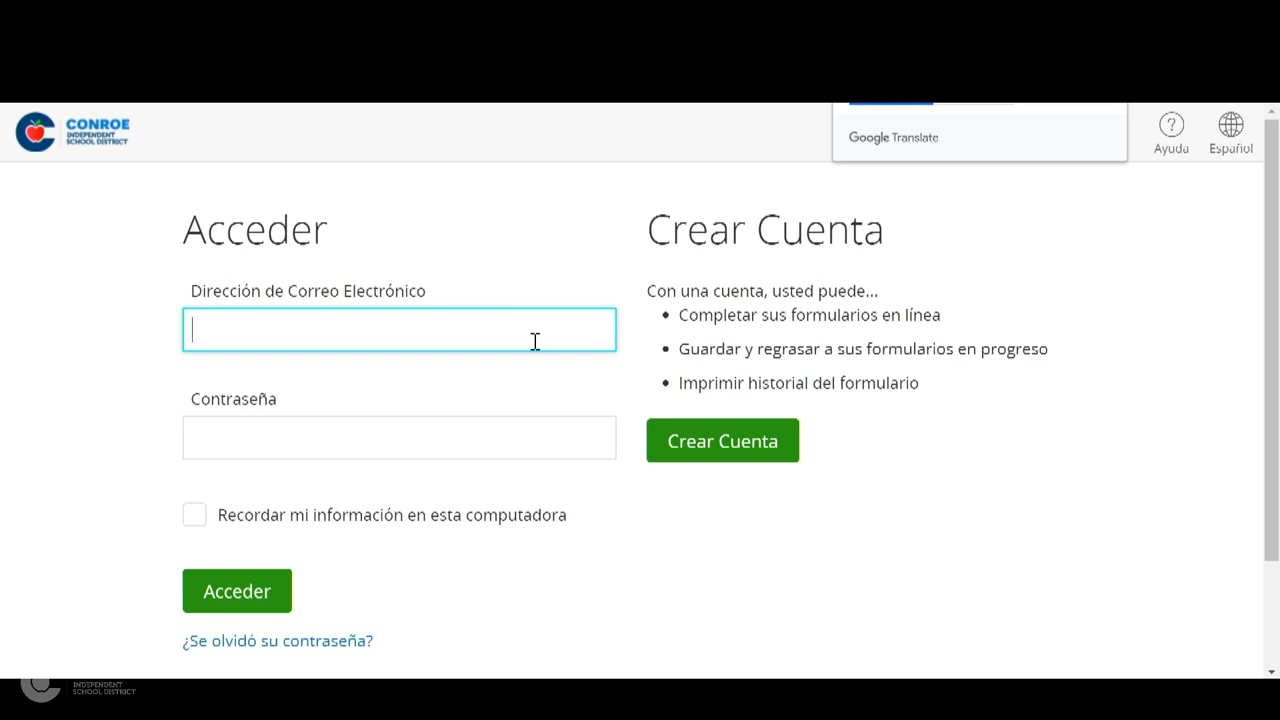 CONROE
INDEPENDENT
SCHOOL DISTRICT
Google Translate
Ayuda
Español
Acceder
Dirección de Correo Electrónico
Contraseña
Recordar mi información en esta computadora
Acceder
¿Se olvidó su contraseña?
Crear Cuenta
Con una cuenta, usted puede...
• Completar sus formularios en línea
• Guardar y regrasar a sus formularios en progreso
• Imprimir historial del formulario
Crear Cuenta
INDEPENDENT
SCHOOL DISTRICT